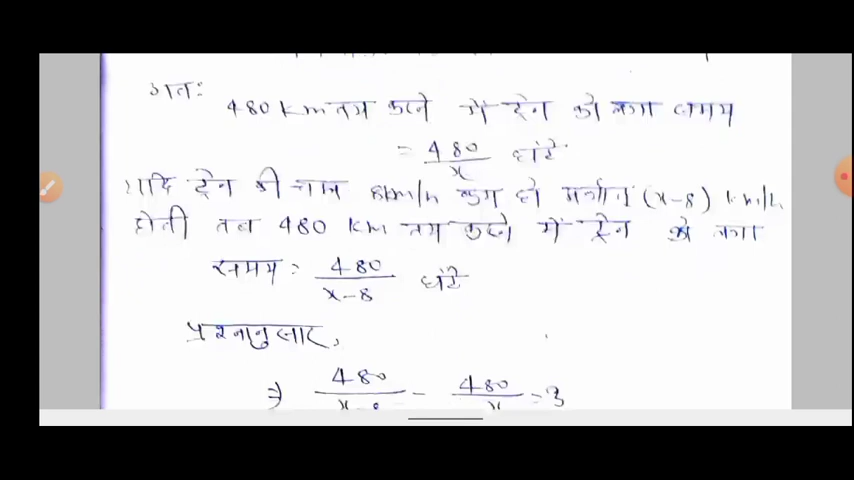 अतः
480 km तय करने में ट्रेन को लगा समय
= 480/x घंटे
यदि ट्रेन की चाल 8km/h कम हो अर्थात् (x-8) km/h
होती तब 480 km तय करने में ट्रेन को लगा
समय = 480/x-8 घंटे
प्रश्नानुसार,
⇒ 480/x-8 - 480/x = 3